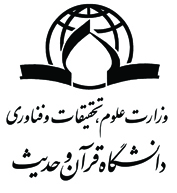 وزارت علوم، تحقیقات و فناوری
دانشگاه قرآن و حدیث